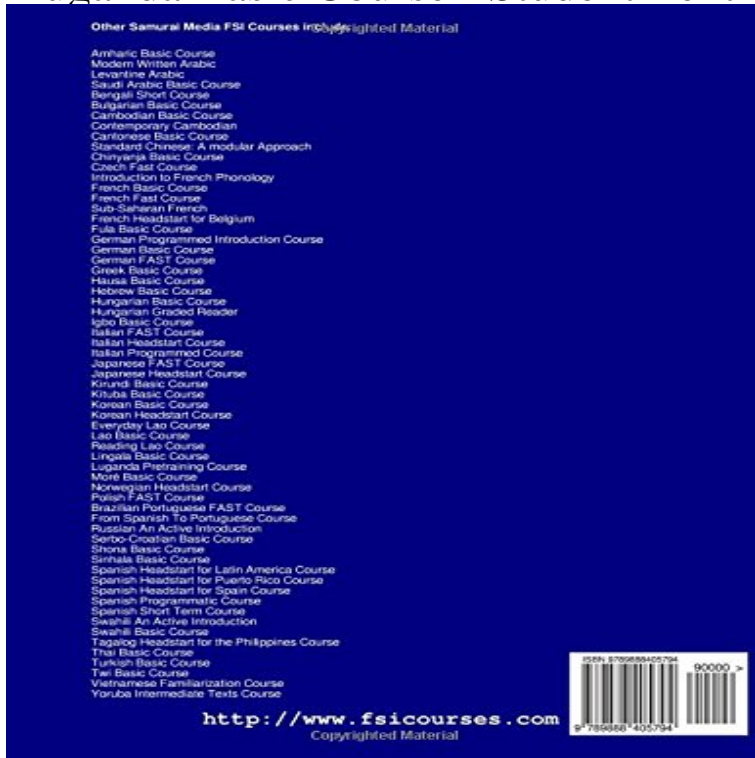 Other Samurai Media FSI Courses include
Copyrighted Material
Amharic Basic Course
Modern Written Arabic
Levantine Arabic
Saudi Arabic Basic Course
Bengali Short Course
Bulgarian Basic Course
Cambodian Basic Course
Contemporary Cambodian
Cantonese Basic Course
Standard Chinese: A modular Approach
Chinyanja Basic Course
Czech Fast Course
Introduction to French Phonology
French Basic Course
French Fast Course
Sub-Saharan French
French Headstart for Belgium
Fula Basic Course
German Programmed Introduction Course
German Basic Course
German FAST Course
Greek Basic Course
Hausa Basic Course
Hebrew Basic Course
Hungarian Basic Course
Hungarian Graded Reader
Igbo Basic Course
Italian FAST Course
Italian Headstart Course
Italian Programmed Course
Japanese FAST Course
Japanese Headstart Course
Kirundi Basic Course
Kituba Basic Course
Korean Basic Course
Korean Headstart Course
Everyday Lao Course
Lao Basic Course
Reading Lao Course
Lingala Basic Course
Luganda Pretraining Course
Moré Basic Course
Norwegian Headstart Course
Polish FAST Course
Brazilian Portuguese FAST Course
From Spanish To Portuguese Course
Russian An Active Introduction
Serbo-Croatian Basic Course
Shona Basic Course
Sinhala Basic Course
Spanish Headstart for Latin America Course
Spanish Headstart for Puerto Rico Course
Spanish Headstart for Spain Course
Spanish Programmatic Course
Spanish Short Term Course
Swahili An Active Introduction
Swahili Basic Course
Tagalog Headstart for the Philippines Course
Thai Basic Course
Turkish Basic Course
Twi Basic Course
Vietnamese Familiarization Course
Yoruba Intermediate Texts Course
ISBN 9789888405794
90000 >
9 789888 405794
http://www.fsicourses.com
Copyrighted Material